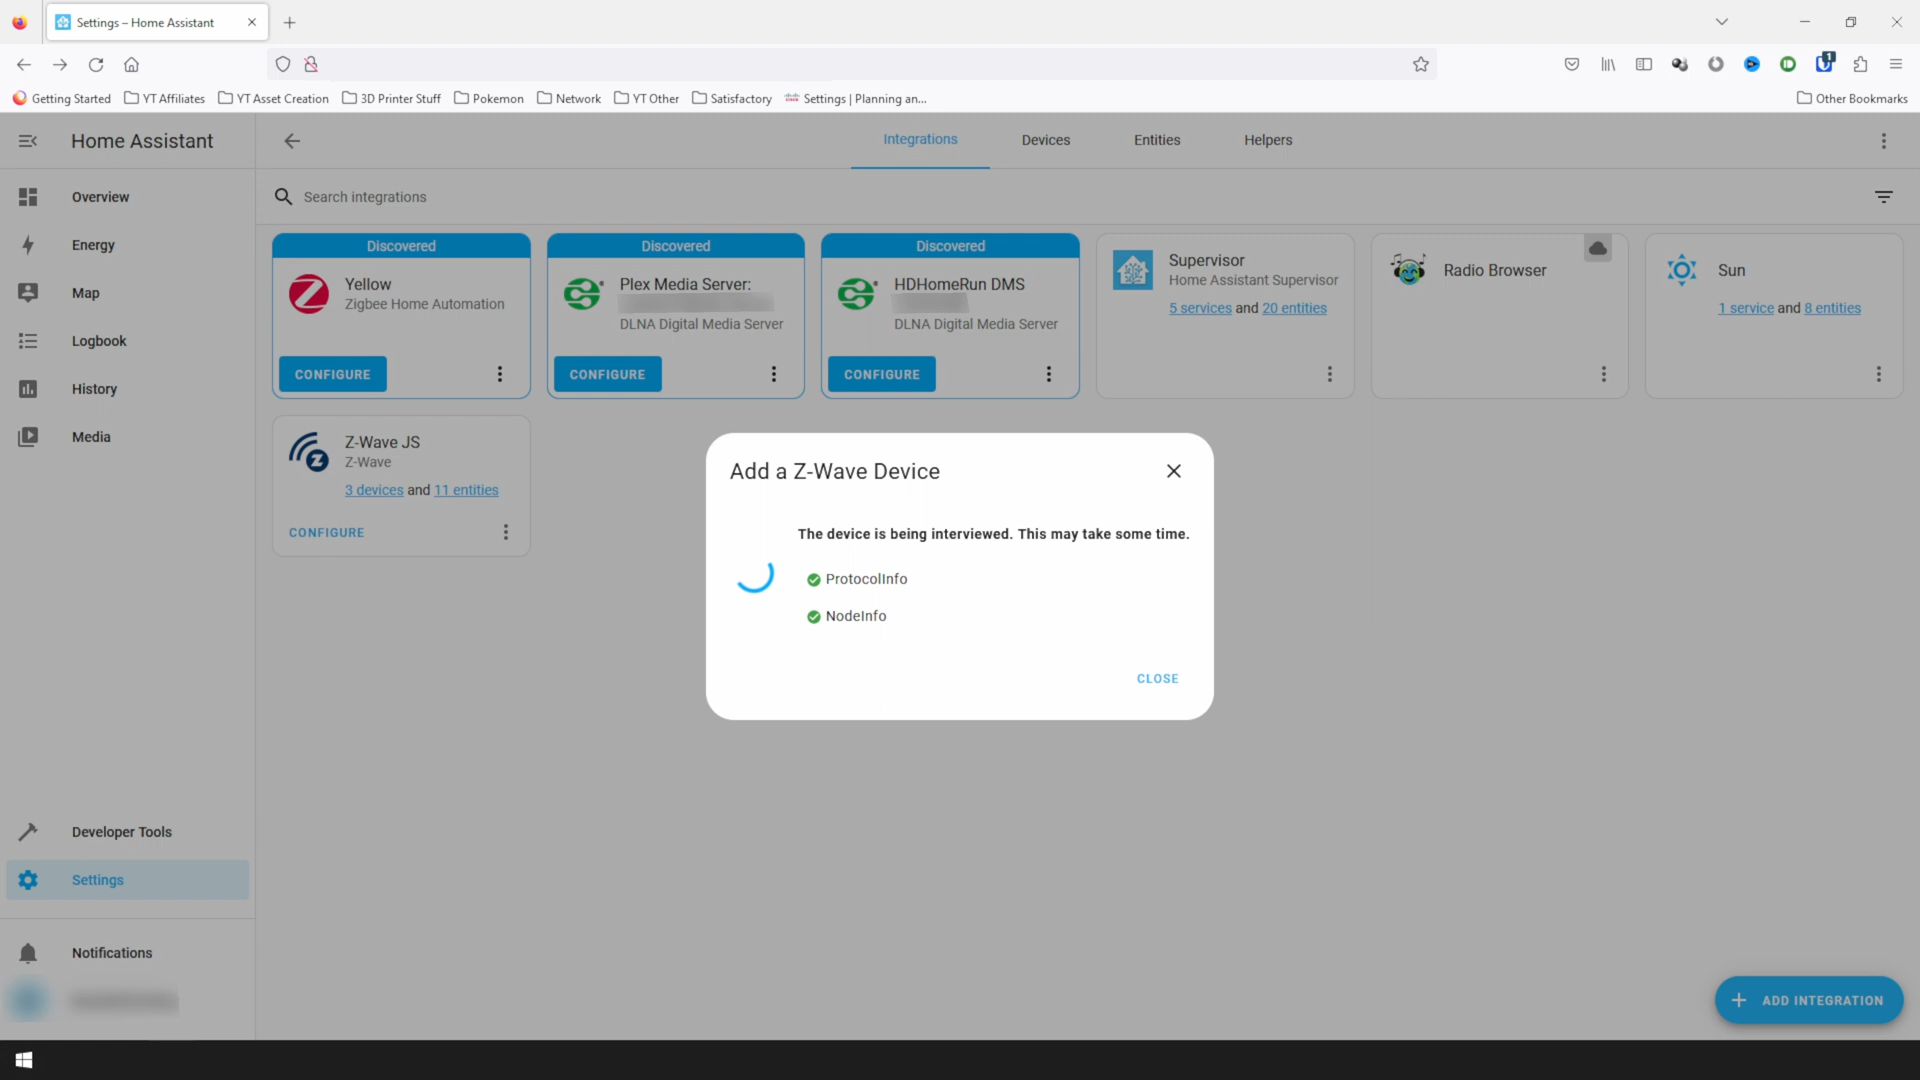 Settings – Home Assistant
1
Getting Started
YT Affiliates
YT Asset Creation
3D Printer Stuff
Pokemon
Network
YT Other
Satisfactory
Settings | Planning an...
Other Bookmarks
Home Assistant
Integrations
Devices
Entities
Helpers
Overview
Energy
Map
Logbook
History
Media
Developer Tools
Settings
Notifications
Search integrations
Discovered
Yellow
Zigbee Home Automation
CONFIGURE
Discovered
Plex Media Server:
DLNA Digital Media Server
CONFIGURE
Discovered
HDHomeRun DMS
DLNA Digital Media Server
CONFIGURE
Supervisor
Home Assistant Supervisor
5 services and 20 entities
Radio Browser
Sun
1 service and 8 entities
Z-Wave JS
Z-Wave
3 devices and 11 entities
CONFIGURE
Add a Z-Wave Device
The device is being interviewed. This may take some time.
ProtocolInfo
NodeInfo
CLOSE
ADD INTEGRATION